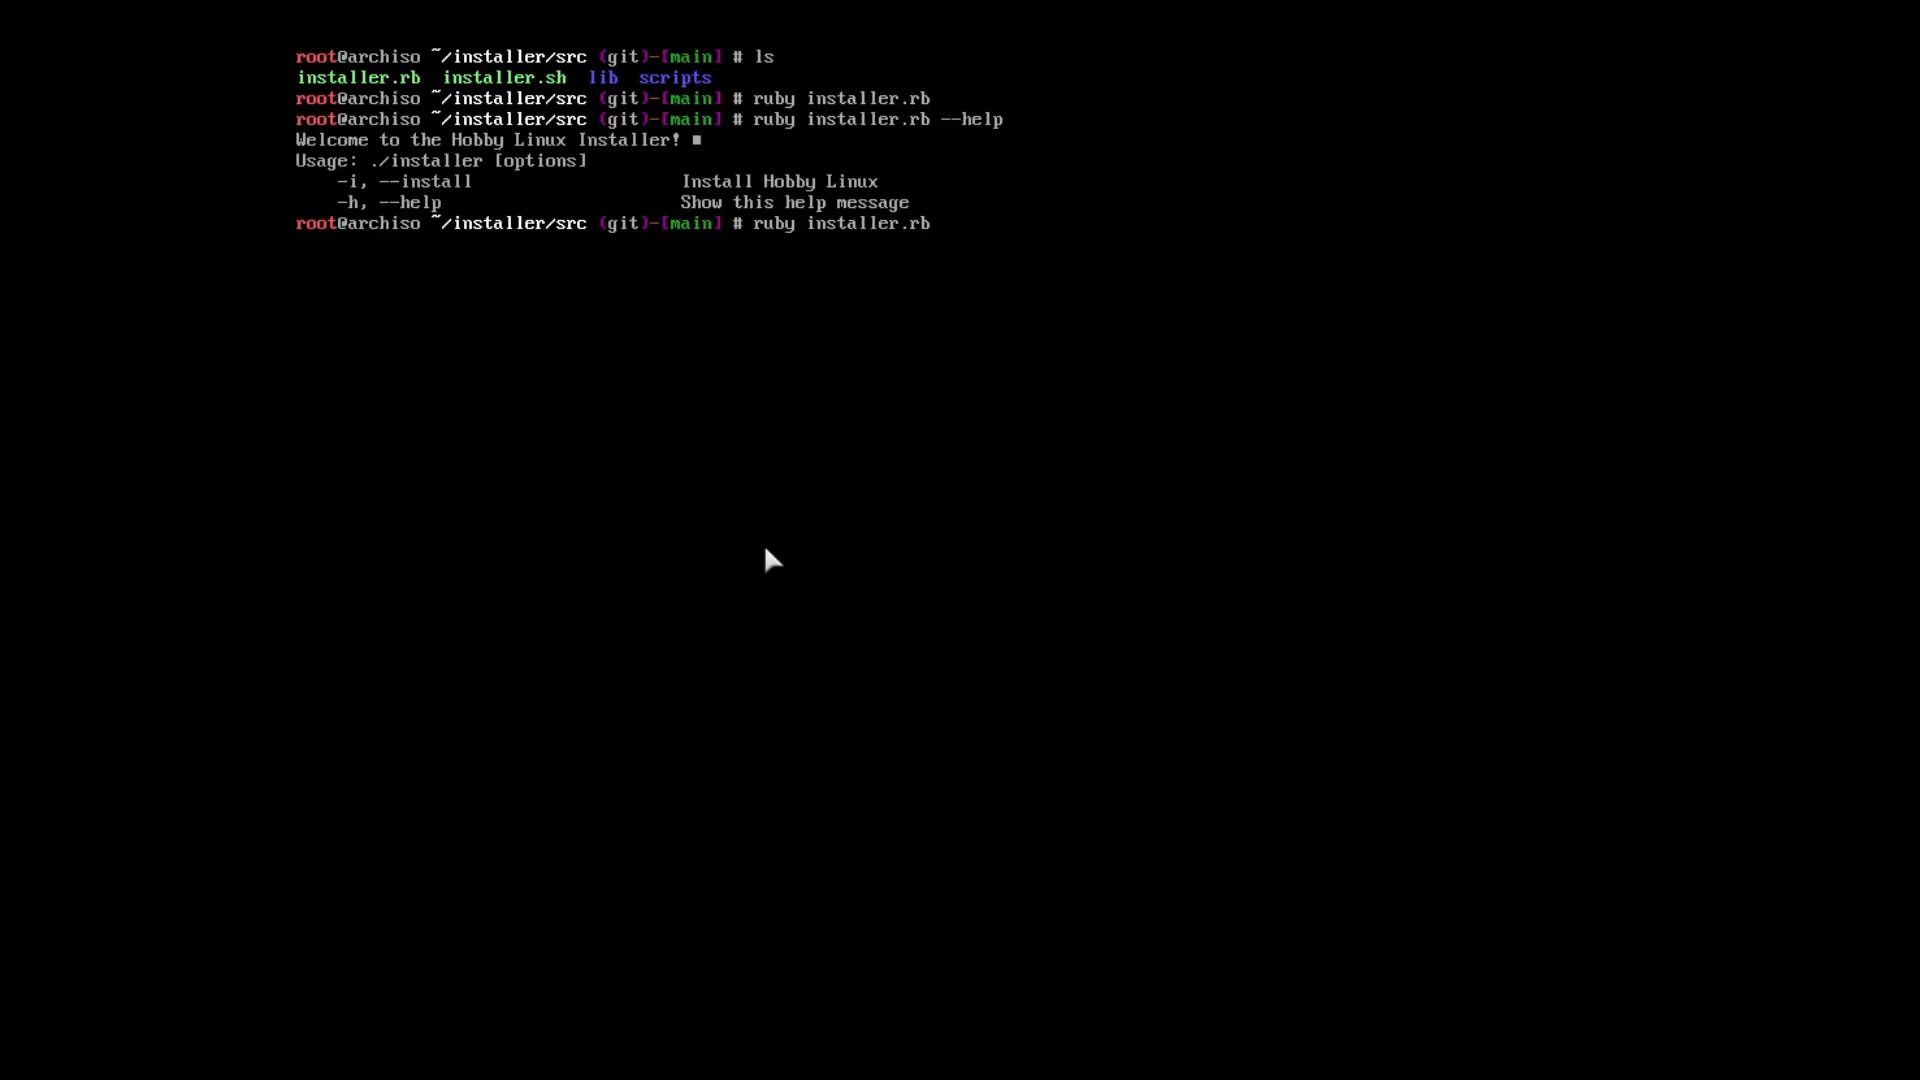 root@archiso ~/installer/src (git)-[main] # ls
installer.rb  installer.sh  lib  scripts
root@archiso ~/installer/src (git)-[main] # ruby installer.rb
root@archiso ~/installer/src (git)-[main] # ruby installer.rb --help
Welcome to the Hobby Linux Installer! ■
Usage: ./installer [options]
    -i, --install                    Install Hobby Linux
    -h, --help                       Show this help message
root@archiso ~/installer/src (git)-[main] # ruby installer.rb